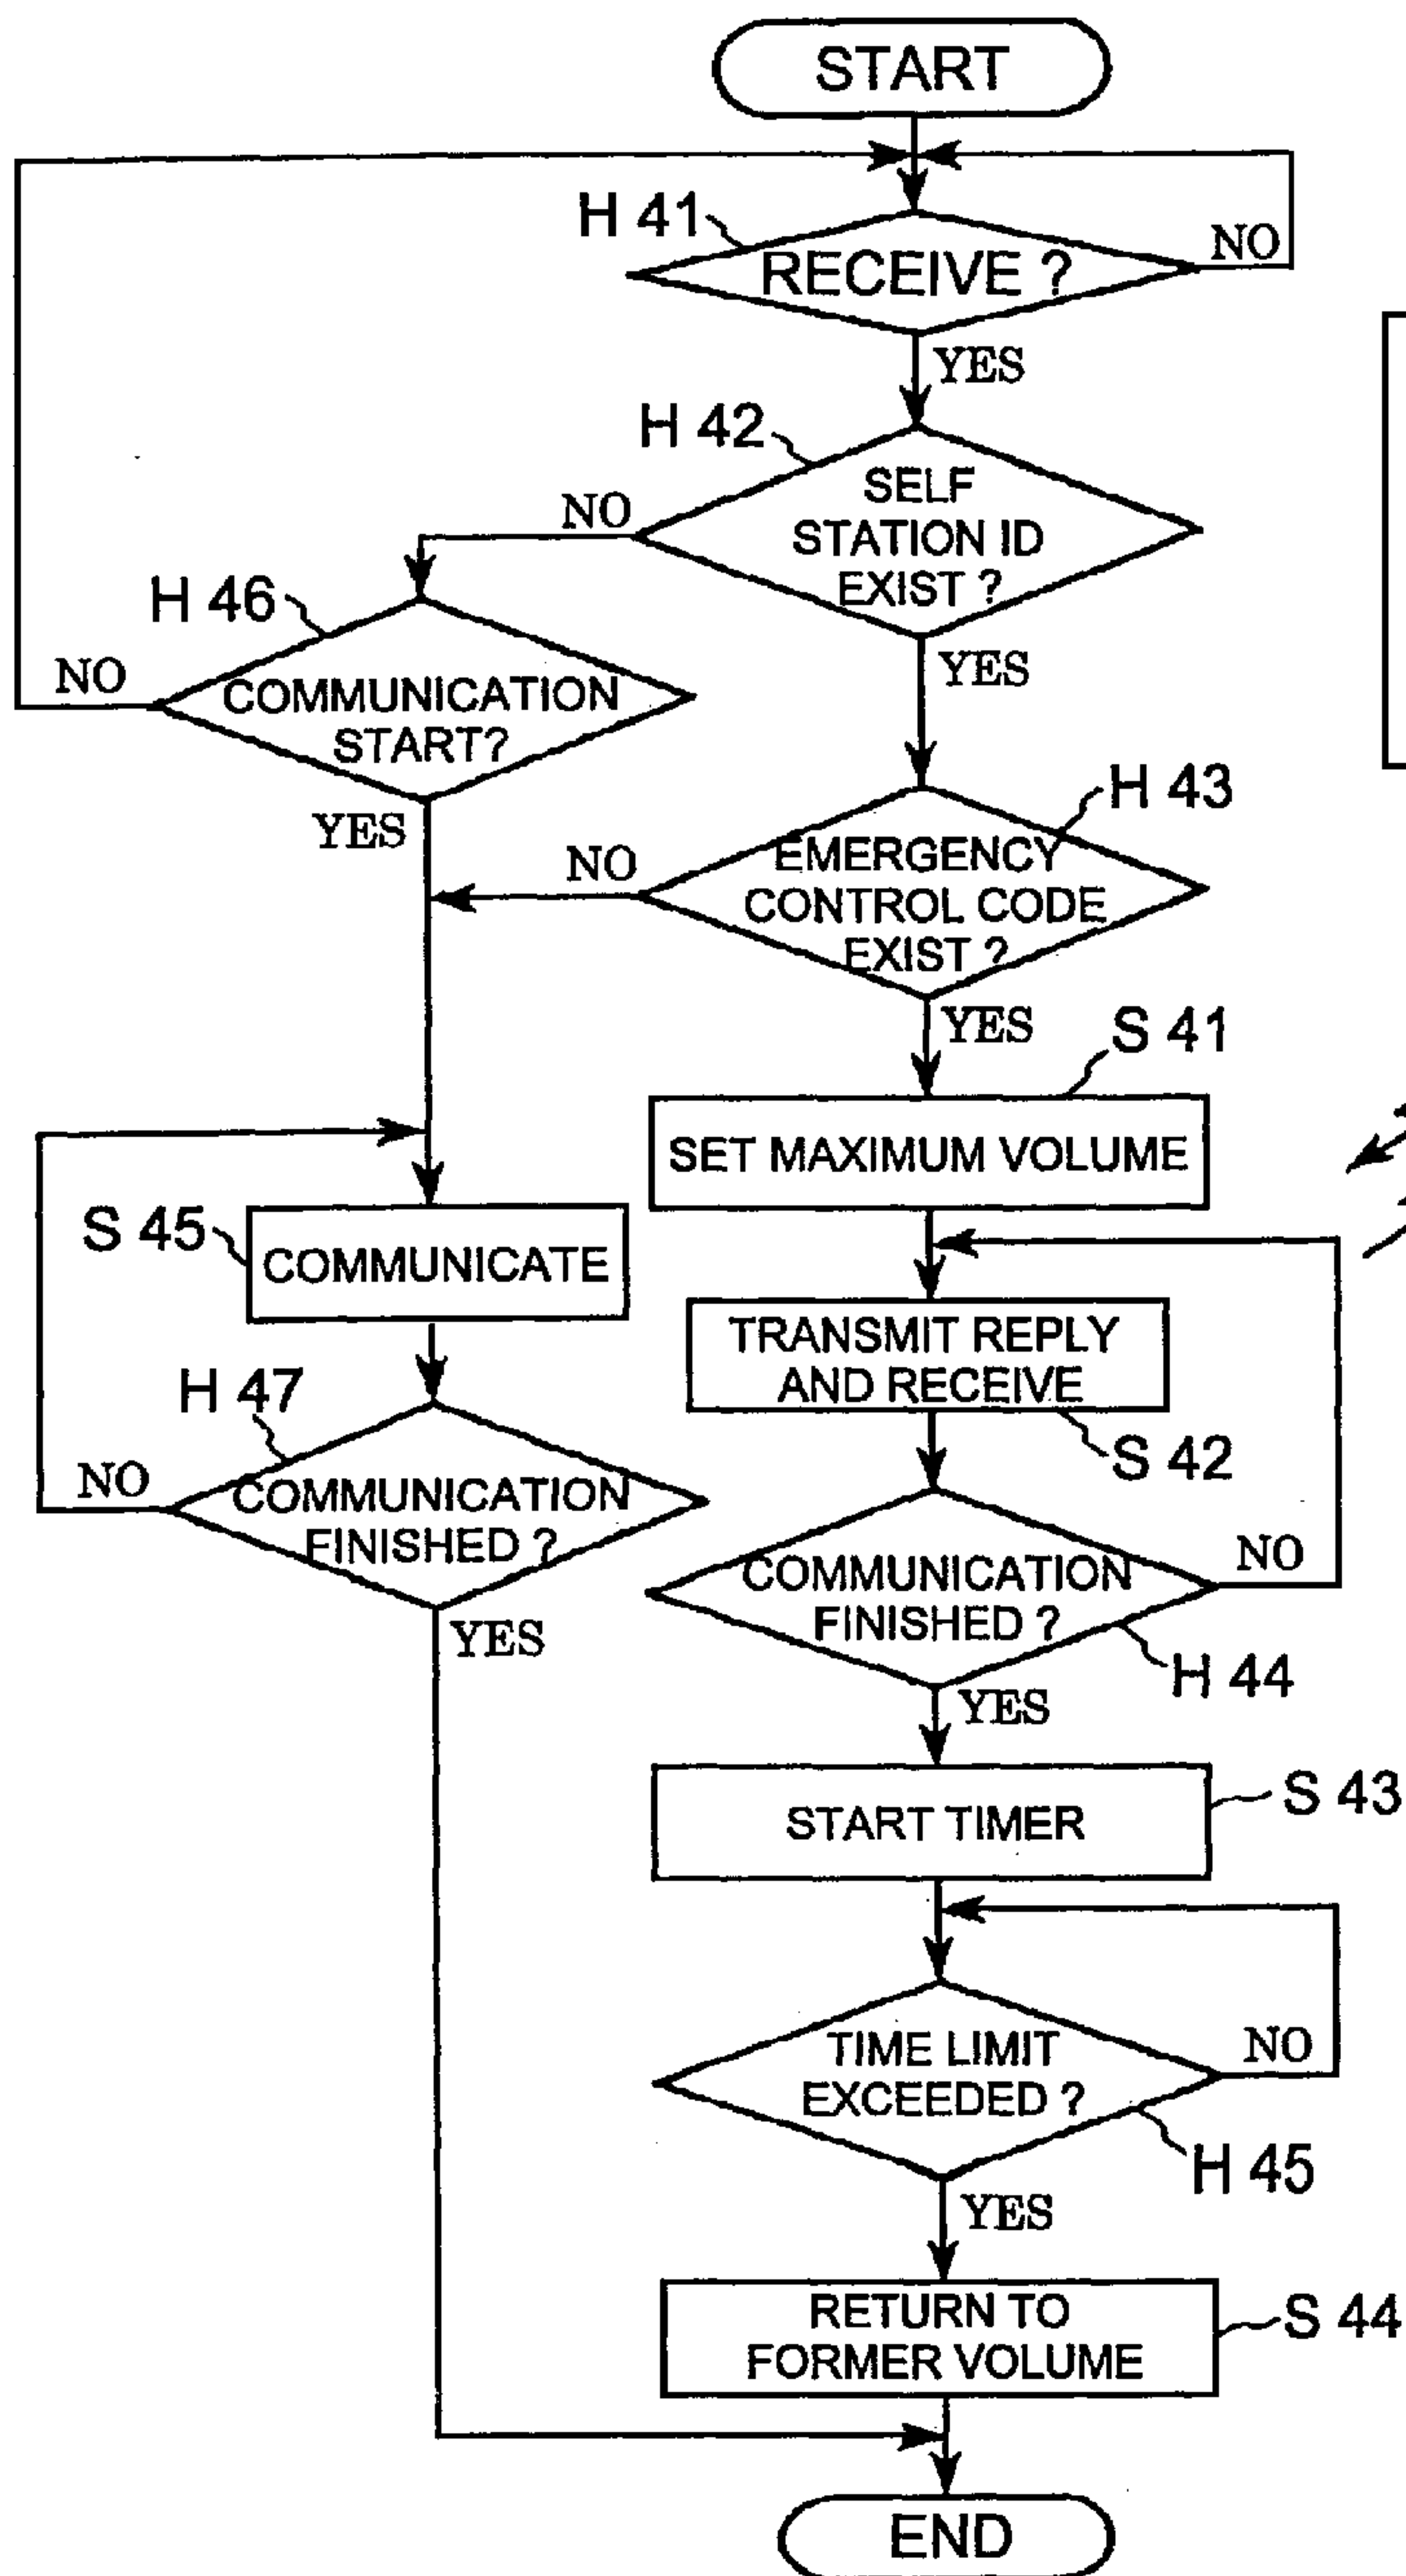 START
H 41
RECEIVE ?
NO
YES
H 42
SELF
STATION ID
EXIST ?
NO
YES
H 46
COMMUNICATION
START?
NO
YES
H 43
EMERGENCY
CONTROL CODE
EXIST ?
NO
YES
S 41
SET MAXIMUM VOLUME
S 45
COMMUNICATE
TRANSMIT REPLY
AND RECEIVE
S 42
H 47
COMMUNICATION
FINISHED ?
NO
YES
COMMUNICATION
FINISHED ?
NO
H 44
YES
START TIMER
S 43
TIME LIMIT
EXCEEDED ?
NO
H 45
YES
RETURN TO
FORMER VOLUME
S 44
END